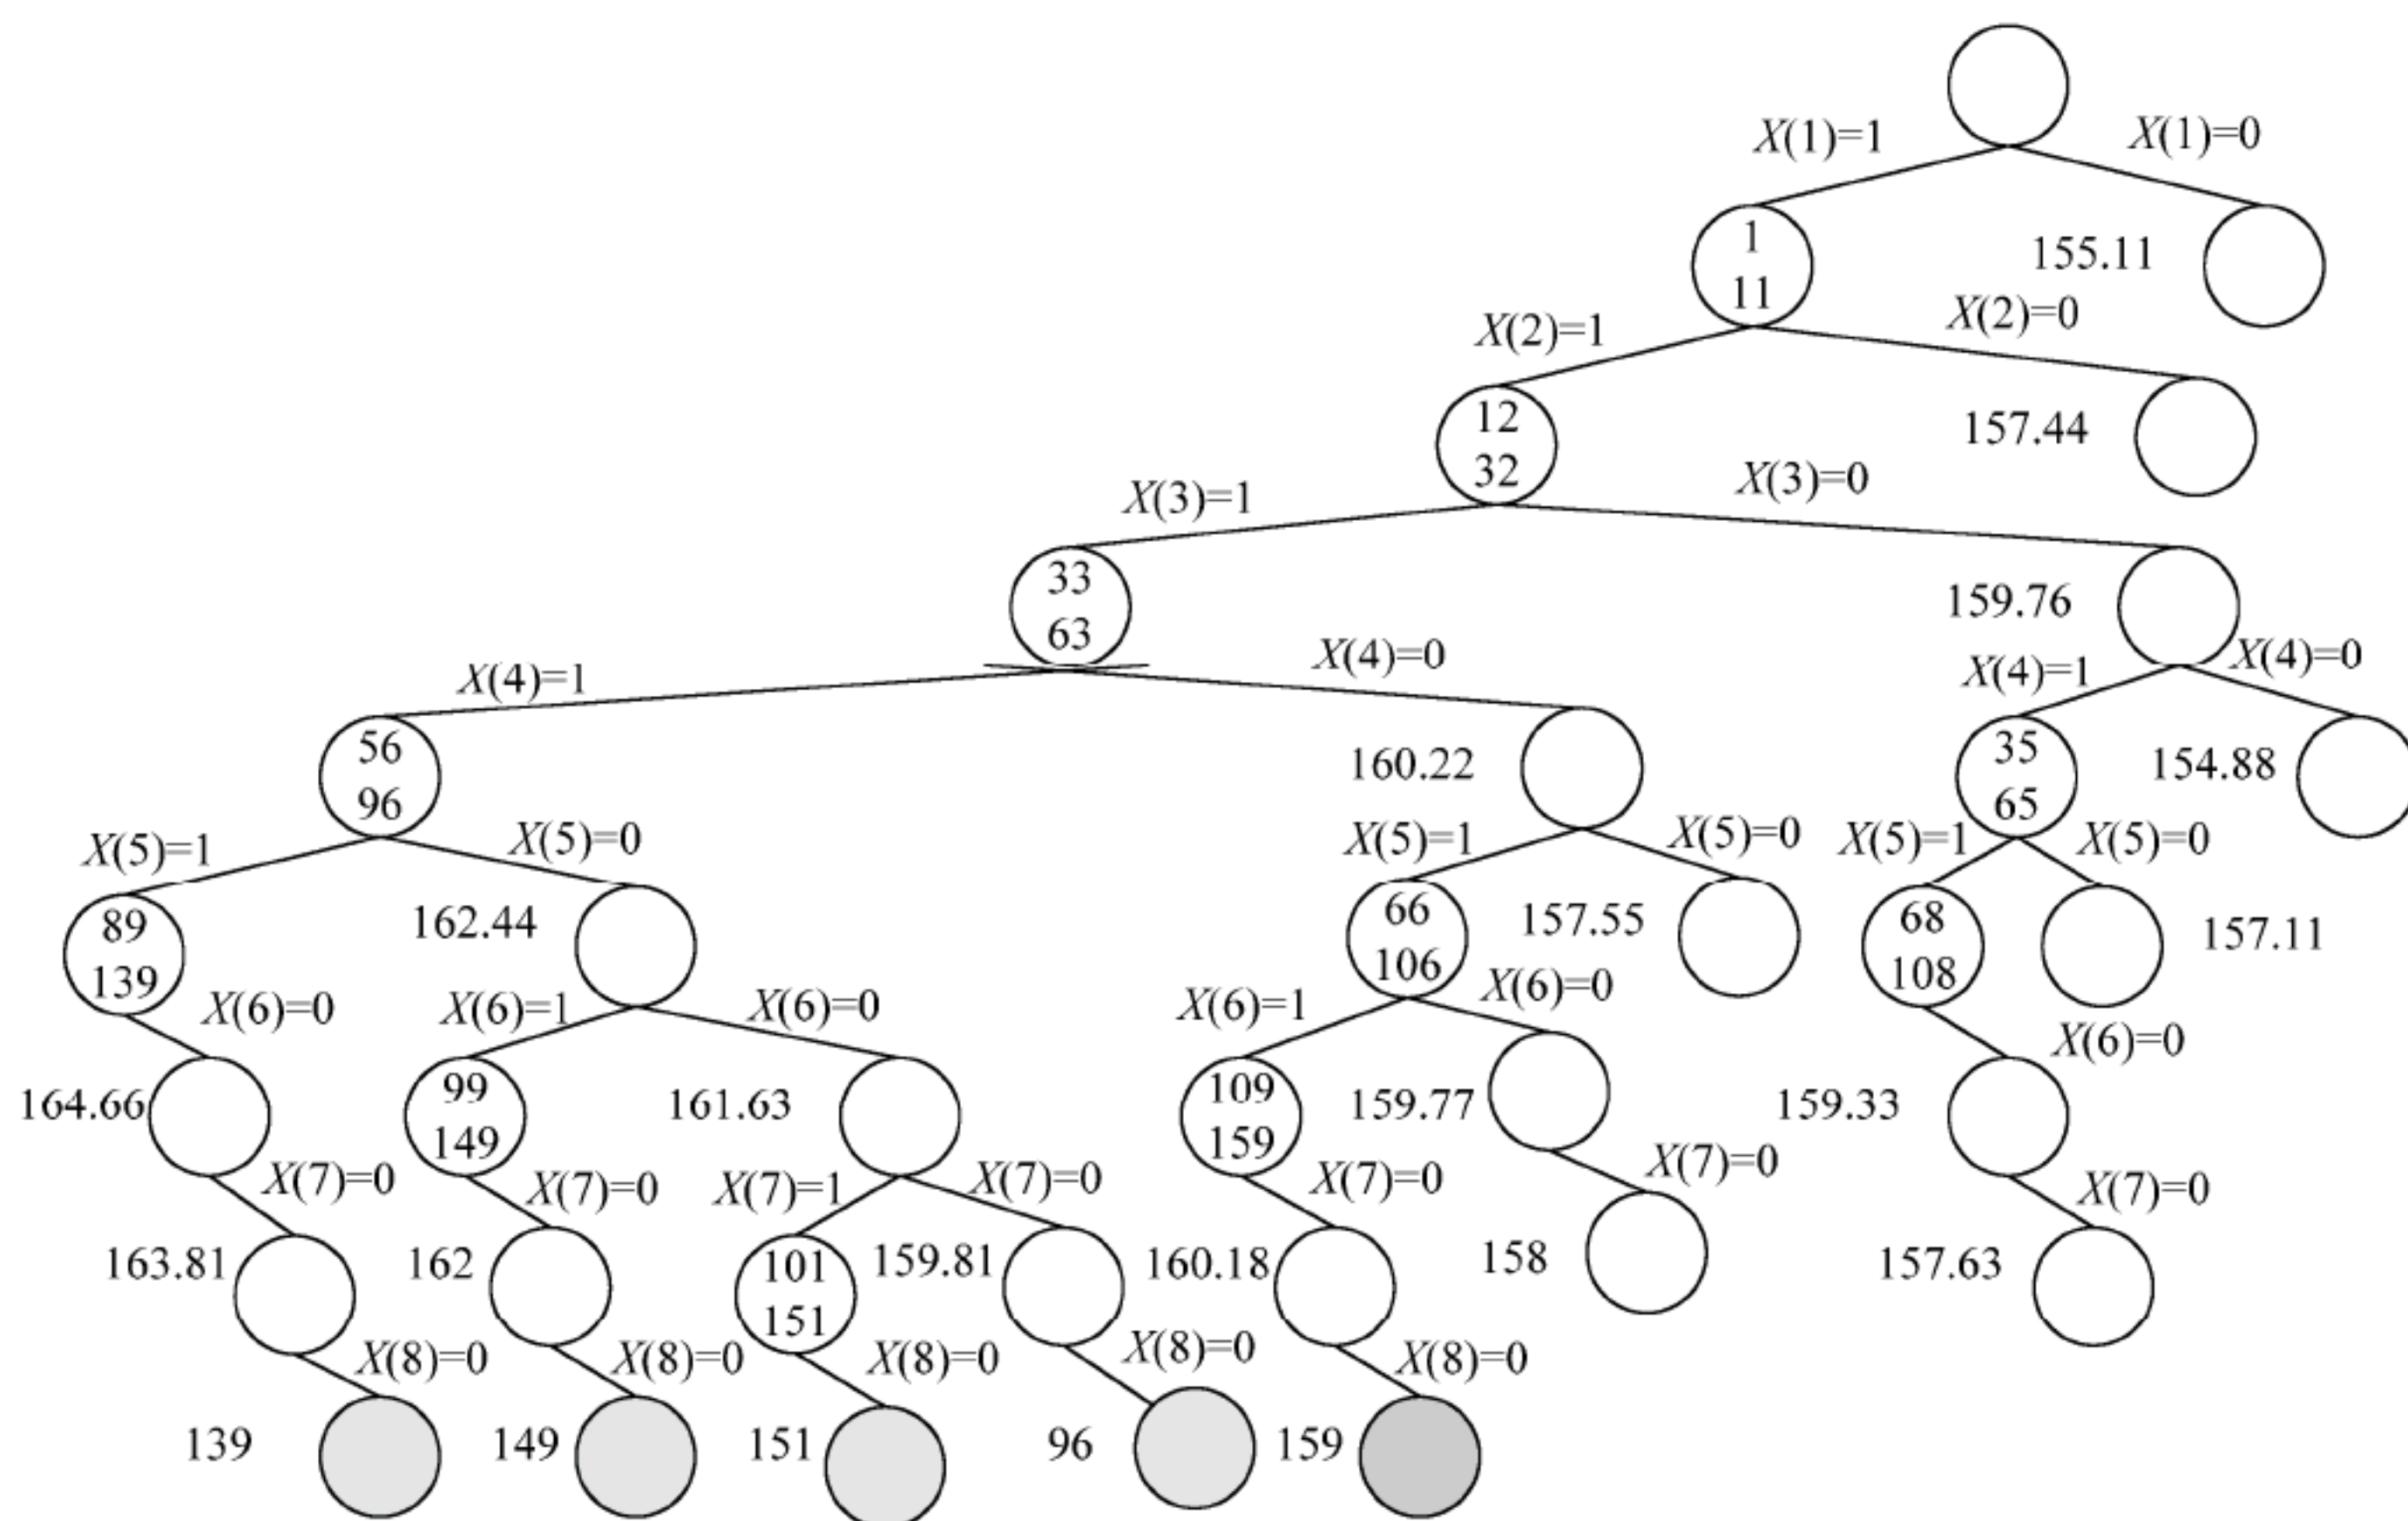 X(1)=1
X(1)=0
1
11
155.11
X(2)=1
X(2)=0
12
32
157.44
X(3)=1
X(3)=0
33
63
159.76
X(4)=1
X(4)=0
X(4)=1
X(4)=0
56
96
160.22
35
65
154.88
X(5)=1
X(5)=0
X(5)=1
X(5)=0
X(5)=1
X(5)=0
89
139
162.44
66
106
157.55
68
108
157.11
X(6)=0
X(6)=1
X(6)=0
X(6)=1
X(6)=0
X(6)=0
164.66
99
149
161.63
109
159
159.77
159.33
X(7)=0
X(7)=0
X(7)=1
X(7)=0
X(7)=0
X(7)=0
X(7)=0
163.81
162
101
151
159.81
160.18
158
157.63
X(8)=0
X(8)=0
X(8)=0
X(8)=0
X(8)=0
139
149
151
96
159